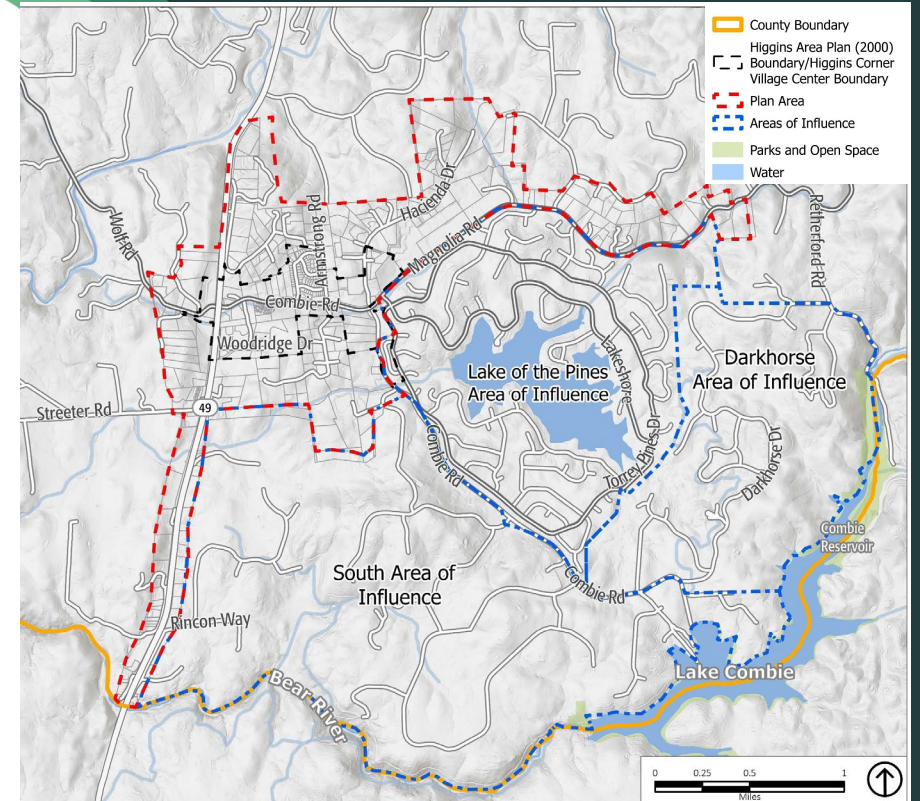 County Boundary
Higgins Area Plan (2000)
Boundary/Higgins Corner
Village Center Boundary
Plan Area
Areas of Influence
Parks and Open Space
Water
Wolf Rd
Armstrong Rd
Hacienda Dr
Magnolia Rd
Retherford Rd
Combie Rd
Woodridge Dr
Lake of the Pines
Area of Influence
Lakeshore
Darkhorse
Area of Influence
Streeter Rd
49
Combie Rd
Torrey Pines Dr
Darkhorse Dr
Combie
Reservoir
South Area of
Influence
Combie Rd
Rincon Way
Bear River
Lake Combie
0 0.25 0.5 1
Miles